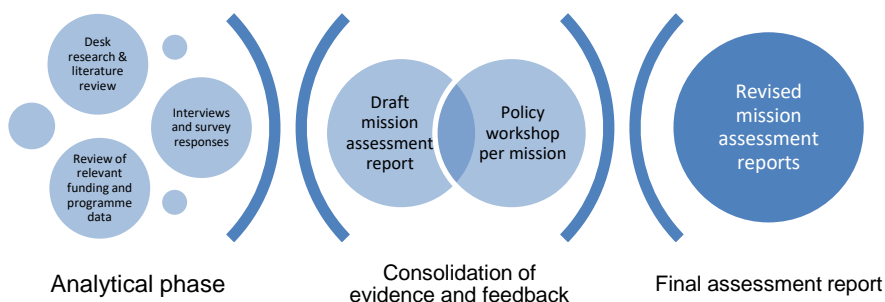 Desk
research &
literature
review
Interviews
and survey
responses
Review of
relevant
funding and
programme
data
Analytical phase
Draft
mission
assessment
report
Policy
workshop
per mission
Consolidation of
evidence and feedback
Revised
mission
assessment
reports
Final assessment report